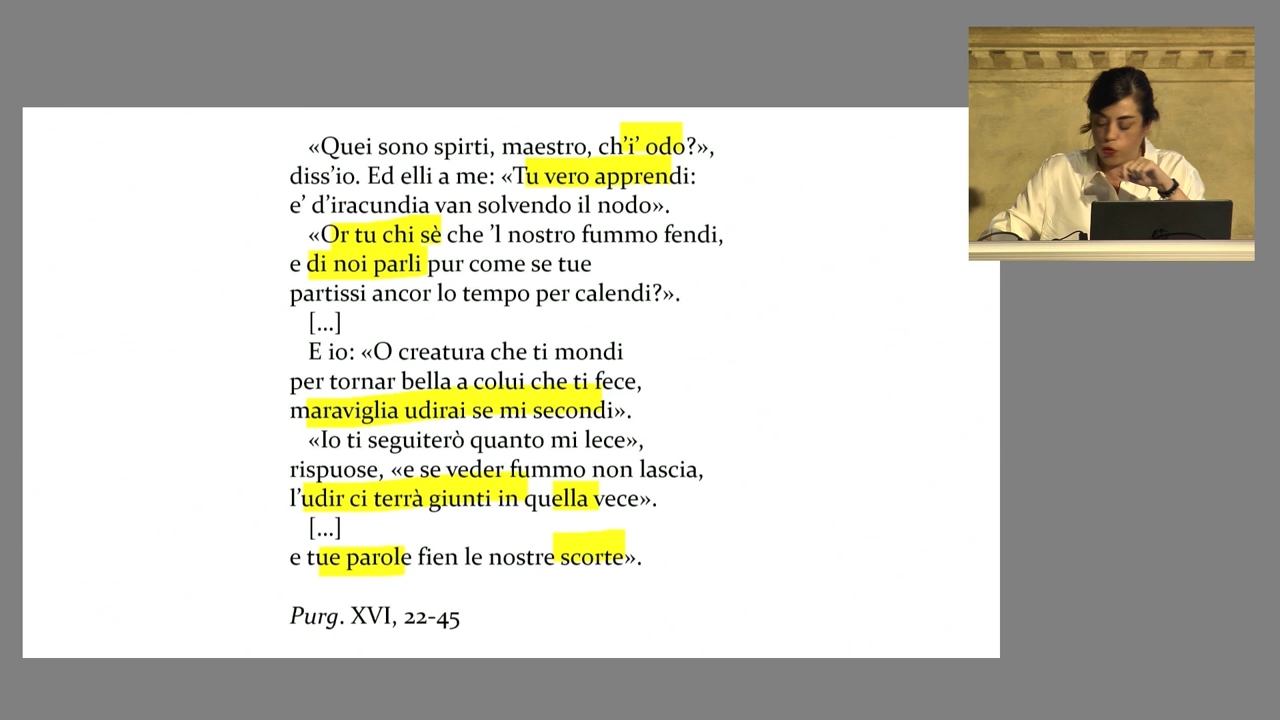 «Quei sono spirti, maestro, ch’i’ odo?»,
diss’io. Ed elli a me: «Tu vero apprendi:
e’ d’iracundia van solvendo il nodo».
«Or tu chi sè che ’l nostro fummo fendi,
e di noi parli pur come se tue
partissi ancor lo tempo per calendi?».
[...]
E io: «O creatura che ti mondi
per tornar bella a colui che ti fece,
maraviglia udirai se mi secondi».
«Io ti seguiterò quanto mi lece»,
rispuose, «e se veder fummo non lascia,
l’udir ci terrà giunti in quella vece».
[...]
e tue parole fien le nostre scorte».
Purg. XVI, 22-45